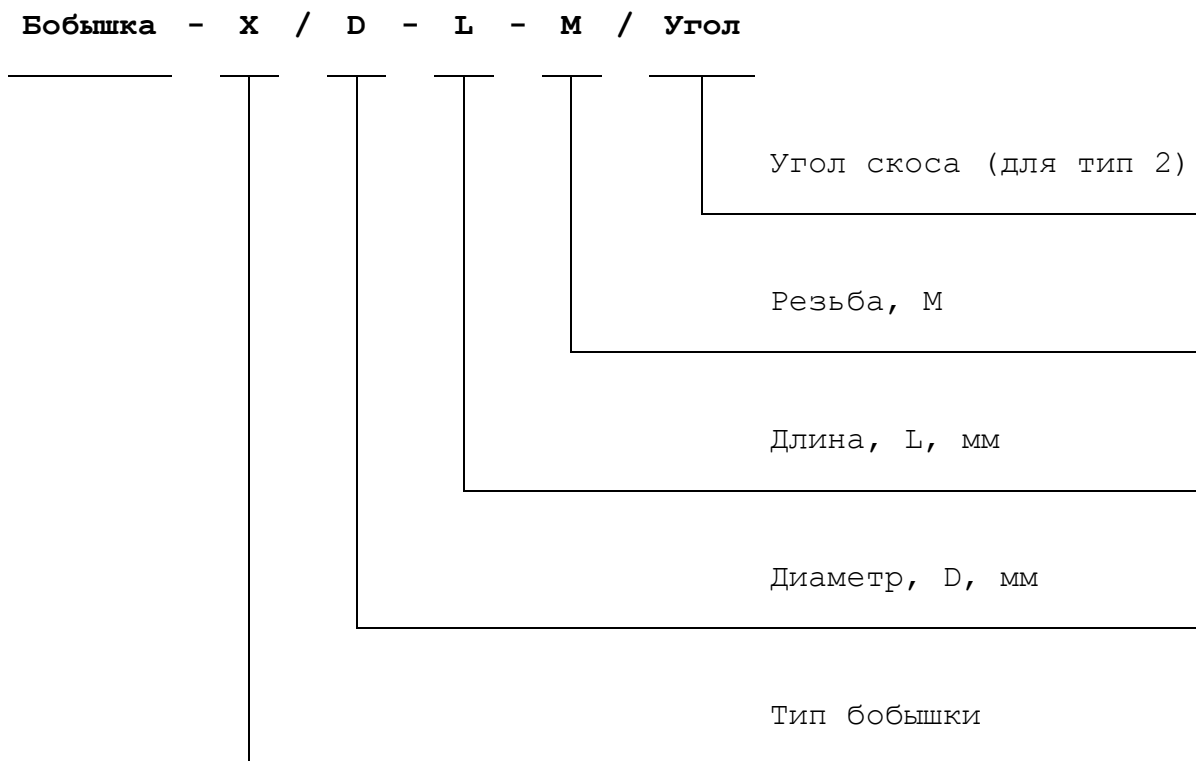 Бобышка - X / D - L - M / Угол
Угол скоса (для тип 2)
Резьба, М
Длина, L, мм
Диаметр, D, мм
Тип бобышки